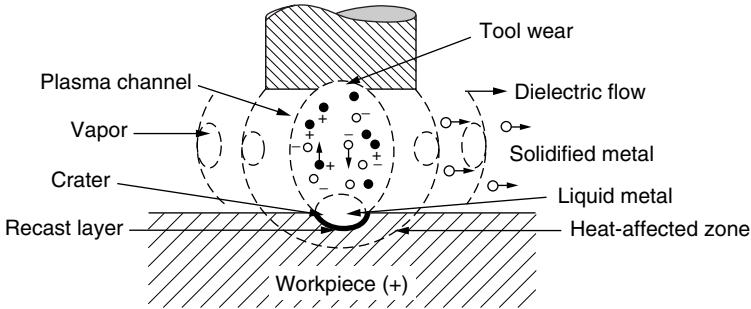 Tool wear
Plasma channel
Dielectric flow
Vapor
Solidified metal
Crater
Liquid metal
Recast layer
Heat-affected zone
Workpiece (+)
+
+
−
−
−
+
+
−
−
−